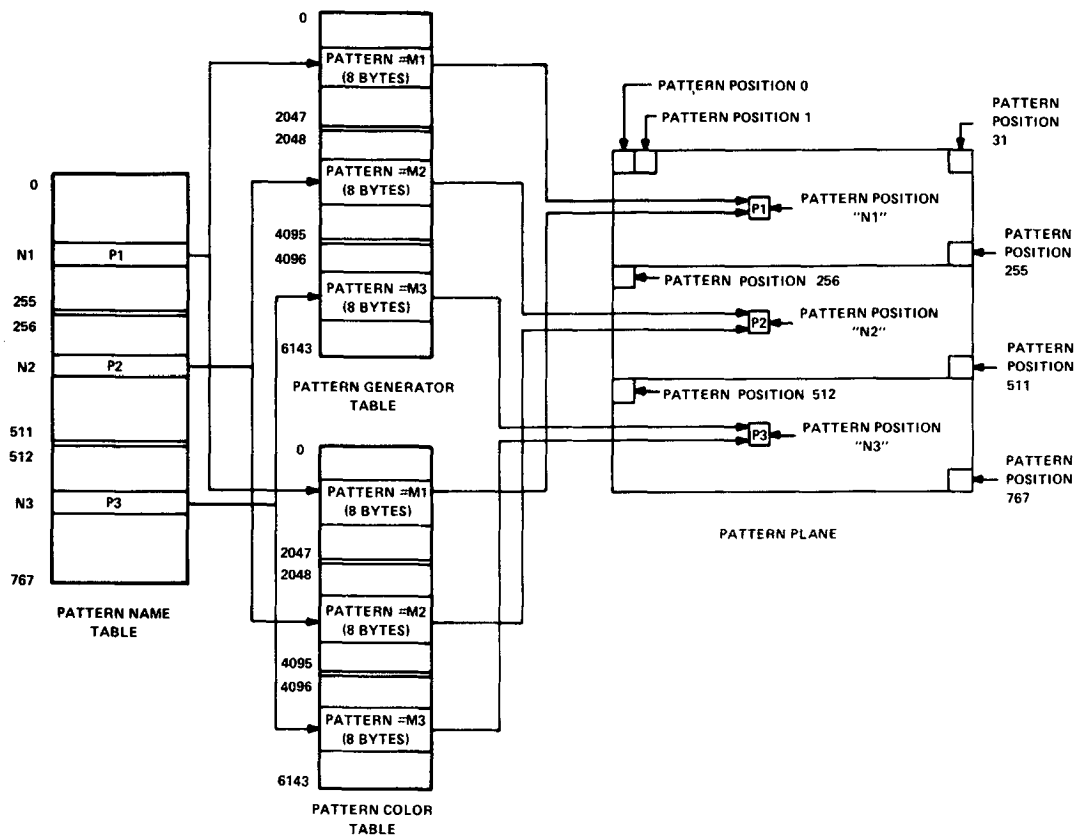 0
N1
P1
255
256
N2
P2
511
512
N3
P3
767
PATTERN NAME
TABLE
0
PATTERN =M1
(8 BYTES)
2047
2048
PATTERN =M2
(8 BYTES)
4095
4096
PATTERN =M3
(8 BYTES)
6143
PATTERN GENERATOR
TABLE
0
PATTERN =M1
(8 BYTES)
2047
2048
PATTERN =M2
(8 BYTES)
4095
4096
PATTERN =M3
(8 BYTES)
6143
PATTERN COLOR
TABLE
PATTERN POSITION 0
PATTERN POSITION 1
PATTERN
POSITION
31
P1
PATTERN POSITION
"N1"
PATTERN
POSITION
255
PATTERN POSITION 256
P2
PATTERN POSITION
"N2"
PATTERN
POSITION
511
PATTERN POSITION 512
P3
PATTERN POSITION
"N3"
PATTERN
POSITION
767
PATTERN PLANE